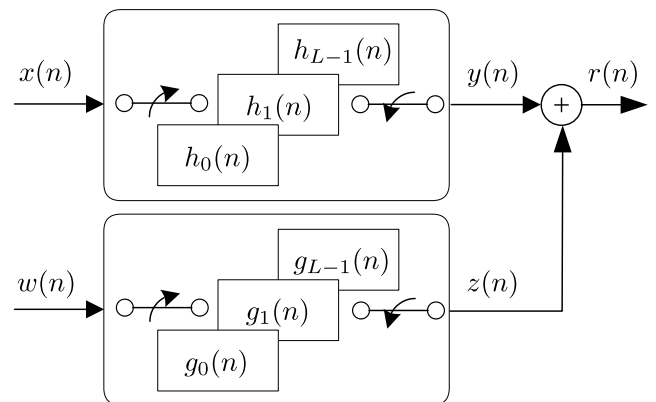 x(n)
h_{L-1}(n)
h_1(n)
h_0(n)
y(n)
+
r(n)
w(n)
g_{L-1}(n)
g_1(n)
g_0(n)
z(n)